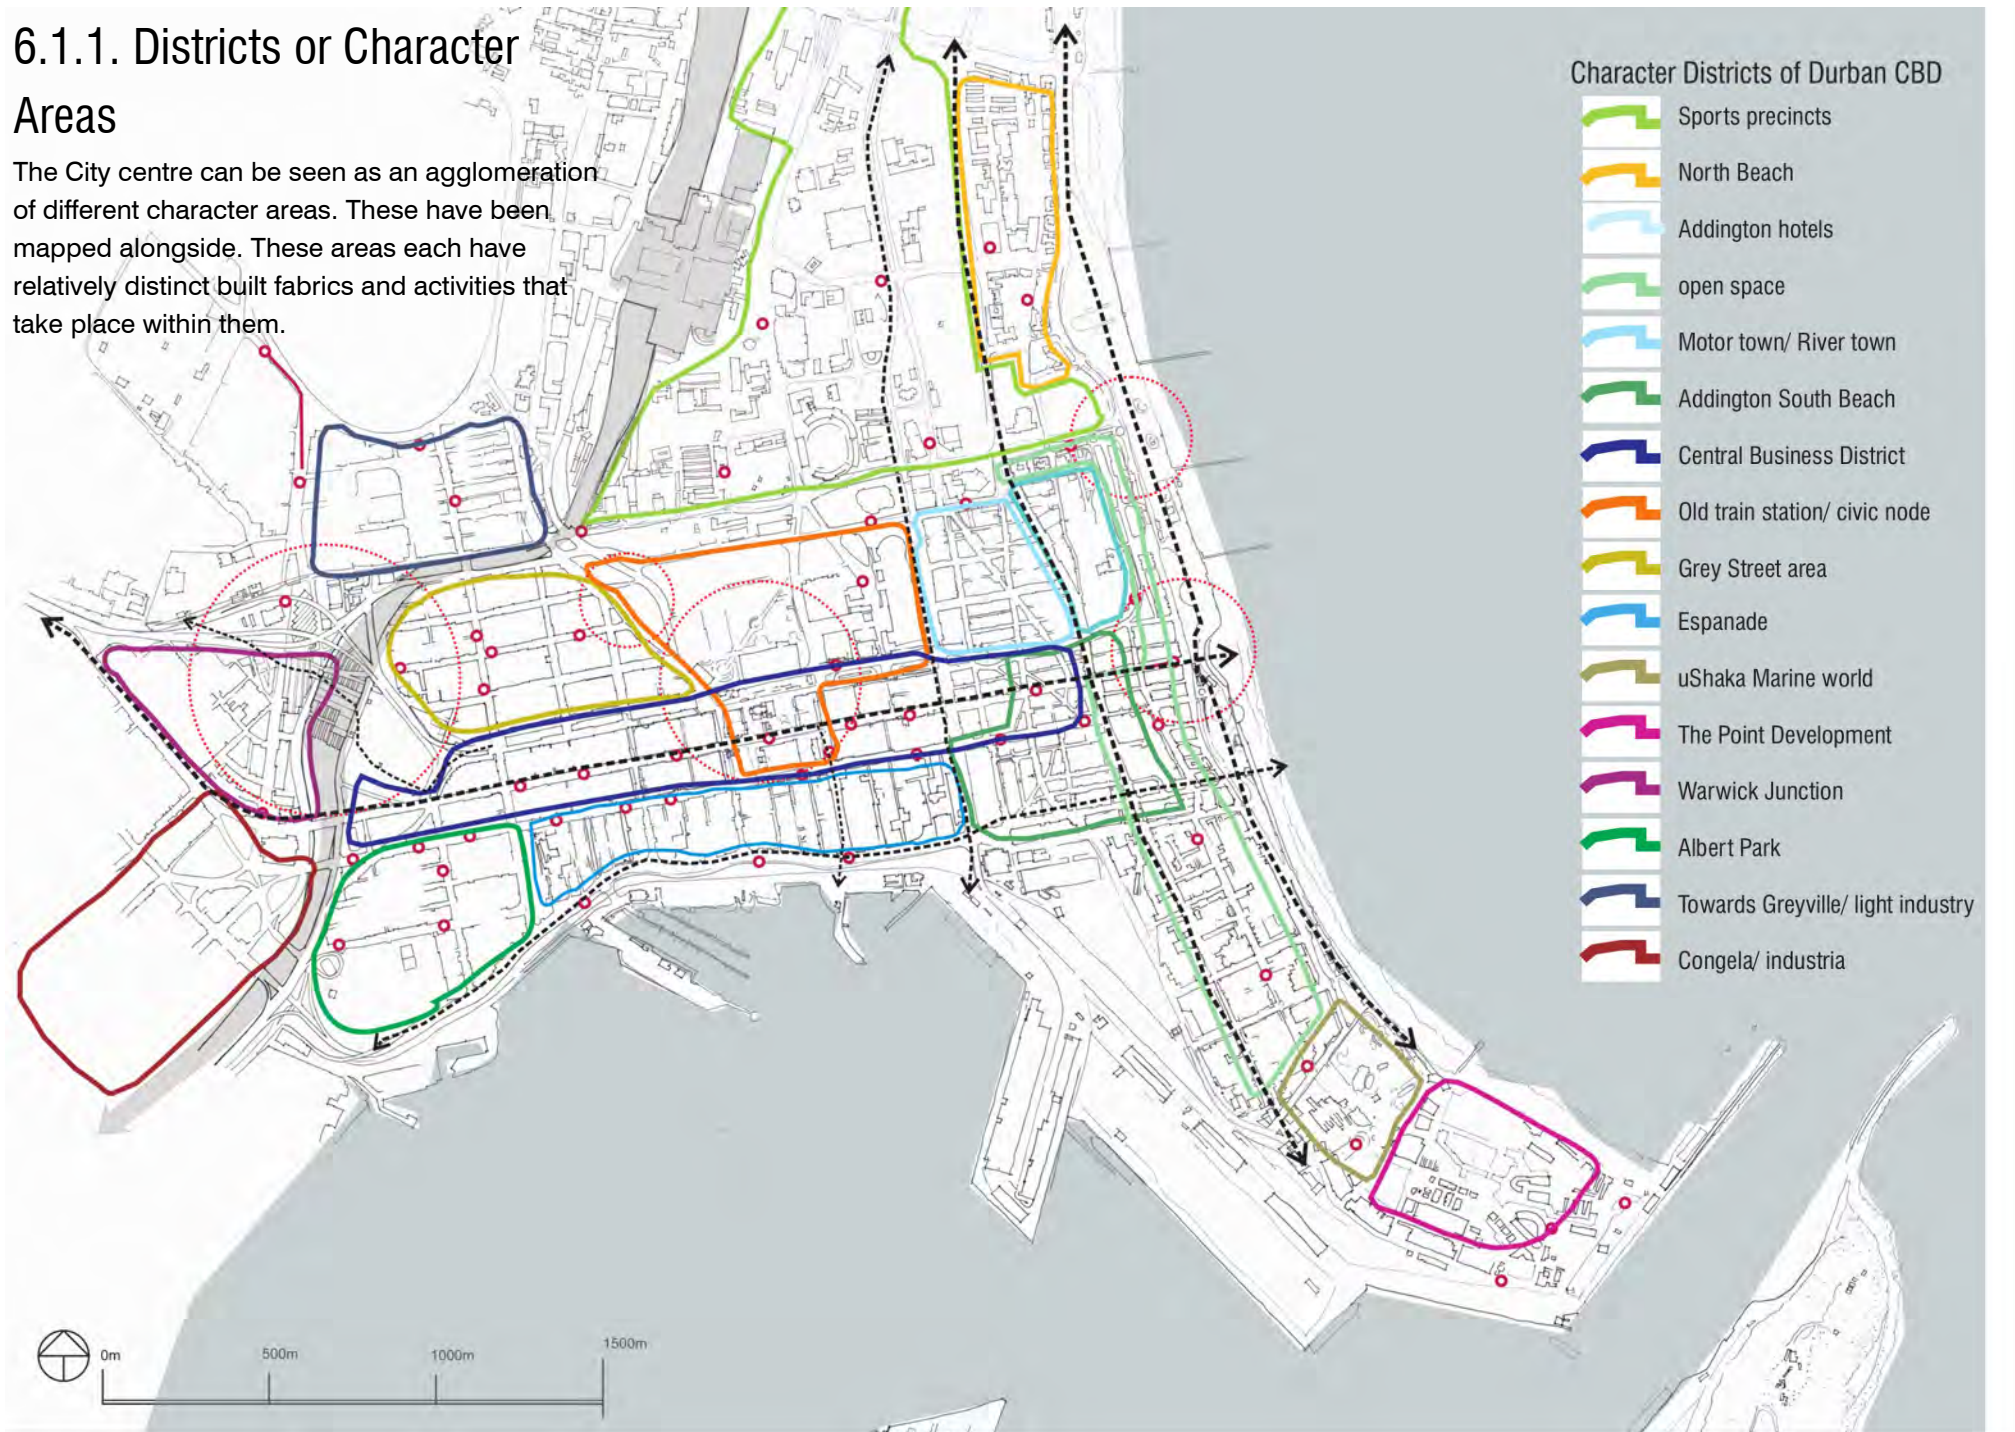 6.1.1. Districts or Character
Areas
The City centre can be seen as an agglomeration
of different character areas. These have been
mapped alongside. These areas each have
relatively distinct built fabrics and activities that
take place within them.
Character Districts of Durban CBD
Sports precincts
North Beach
Addington hotels
open space
Motor town/ River town
Addington South Beach
Central Business District
Old train station/ civic node
Grey Street area
Espanade
uShaka Marine world
The Point Development
Warwick Junction
Albert Park
Towards Greyville/ light industry
Congela/ industria
0m
500m
1000m
1500m